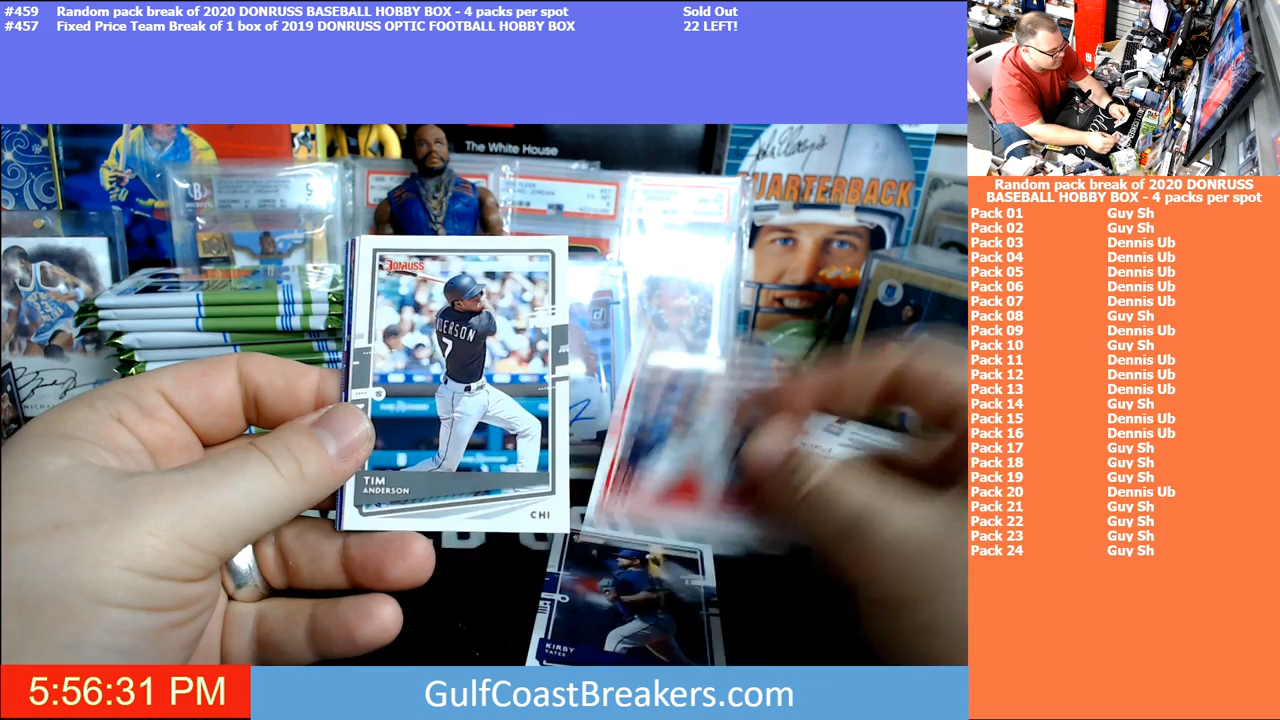 #459 Random pack break of 2020 DONRUSS BASEBALL HOBBY BOX - 4 packs per spot Sold Out
#457 Fixed Price Team Break of 1 box of 2019 DONRUSS OPTIC FOOTBALL HOBBY BOX 22 LEFT!
The White House
John Elway's
QUARTERBACK
DONRUSS
ANDERSON
7
TIM
ANDERSON
CHI
KIRBY
YATES
Random pack break of 2020 DONRUSS
BASEBALL HOBBY BOX - 4 packs per spot
Pack 01 Guy Sh
Pack 02 Guy Sh
Pack 03 Dennis Ub
Pack 04 Dennis Ub
Pack 05 Dennis Ub
Pack 06 Dennis Ub
Pack 07 Dennis Ub
Pack 08 Guy Sh
Pack 09 Dennis Ub
Pack 10 Guy Sh
Pack 11 Dennis Ub
Pack 12 Dennis Ub
Pack 13 Dennis Ub
Pack 14 Guy Sh
Pack 15 Dennis Ub
Pack 16 Dennis Ub
Pack 17 Guy Sh
Pack 18 Guy Sh
Pack 19 Guy Sh
Pack 20 Dennis Ub
Pack 21 Guy Sh
Pack 22 Guy Sh
Pack 23 Guy Sh
Pack 24 Guy Sh
5:56:31 PM
GulfCoastBreakers.com